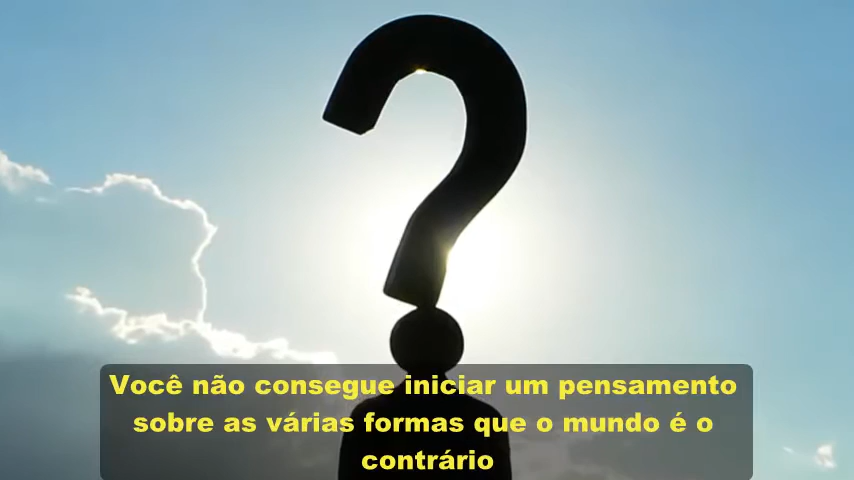 Você não consegue iniciar um pensamento
sobre as várias formas que o mundo é o
contrário